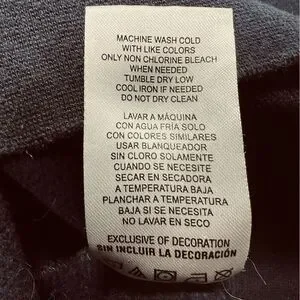 MACHINE WASH COLD
WITH LIKE COLORS
ONLY NON CHLORINE BLEACH
WHEN NEEDED
TUMBLE DRY LOW
COOL IRON IF NEEDED
DO NOT DRY CLEAN
LAVAR A MÁQUINA
CON AGUA FRÍA SOLO
CON COLORES SIMILARES
USAR BLANQUEADOR
SIN CLORO SOLAMENTE
CUANDO SE NECESITE
SECAR EN SECADORA
A TEMPERATURA BAJA
PLANCHAR A TEMPERATURA
BAJA SI SE NECESITA
NO LAVAR EN SECO
EXCLUSIVE OF DECORATION
SIN INCLUIR LA DECORACIÓN